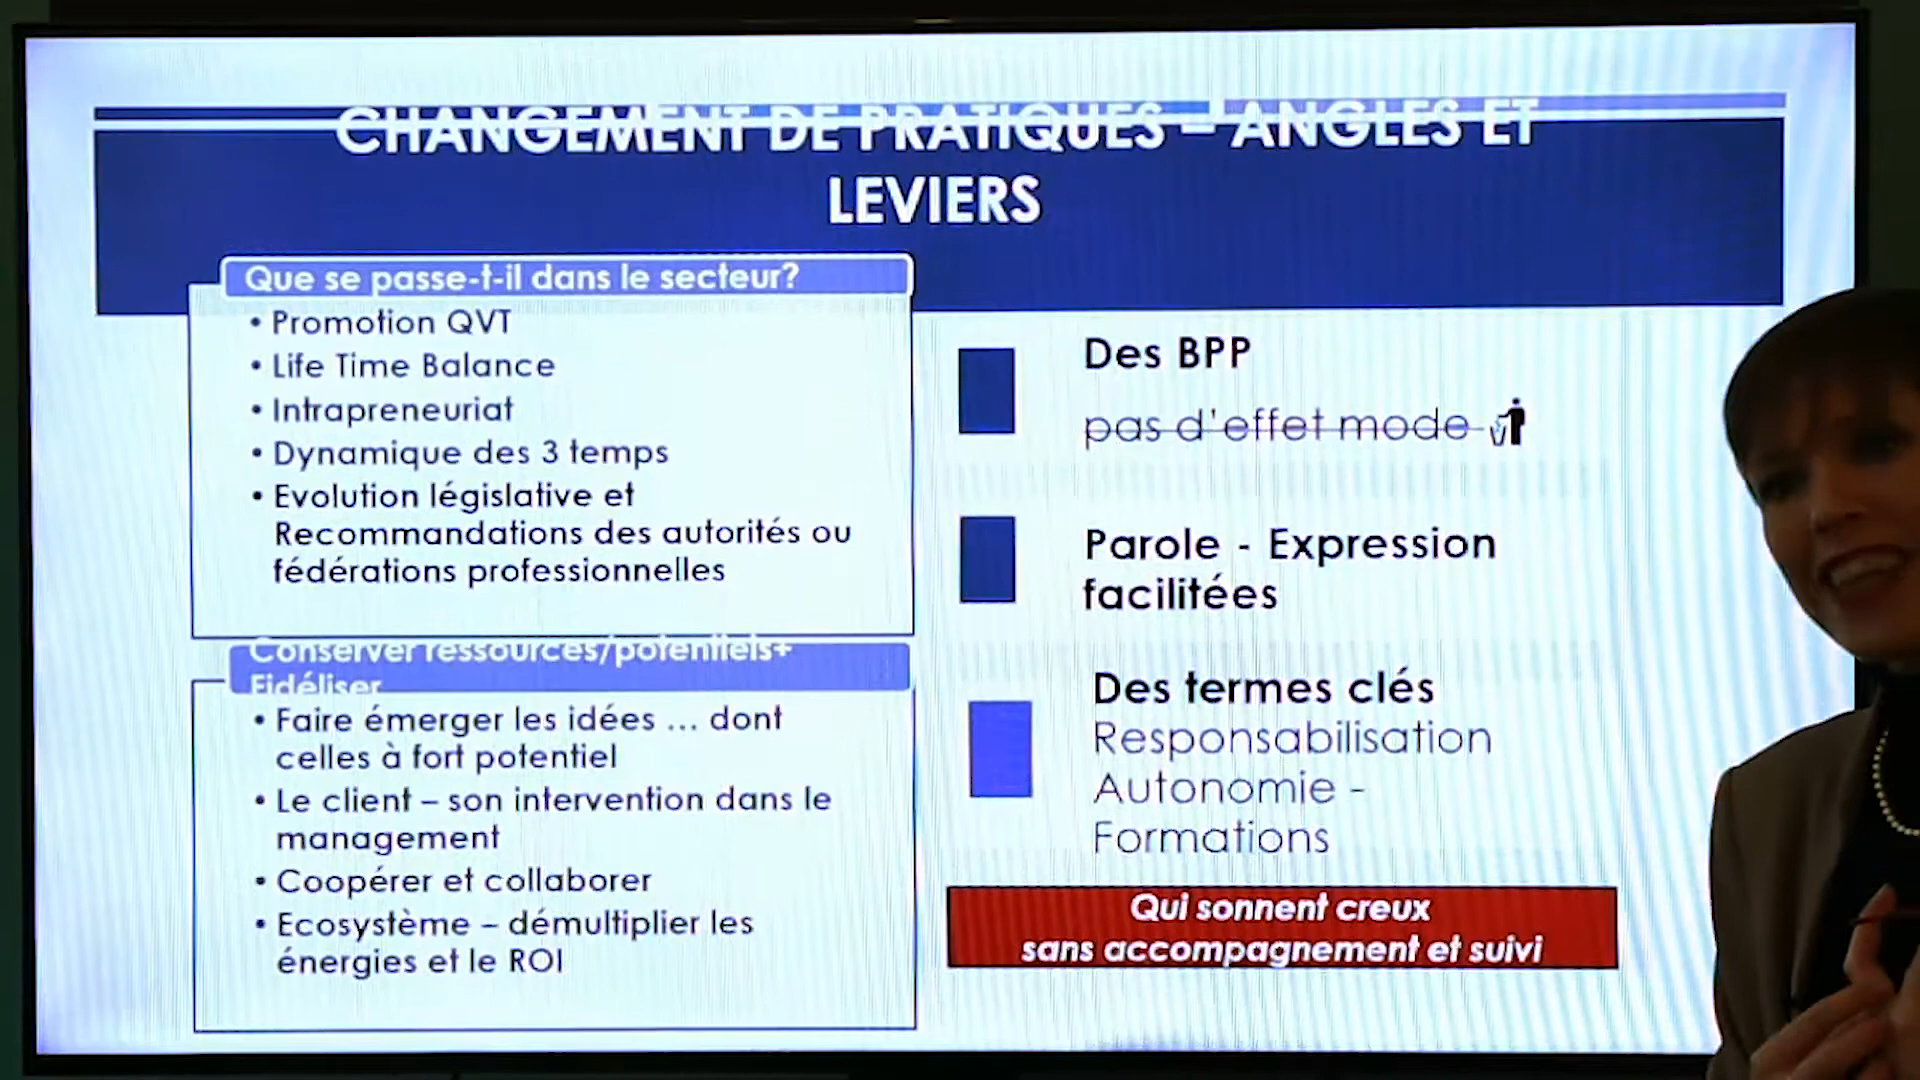 CHANGEMENT DE PRATIQUES – ANGLES ET
LEVIERS
Que se passe-t-il dans le secteur?
• Promotion QVT
• Life Time Balance
• Intrapreneuriat
• Dynamique des 3 temps
• Evolution législative et
Recommandations des autorités ou
fédérations professionnelles
Conserver ressources/potentiels+
Fidéliser
• Faire émerger les idées ... dont
celles à fort potentiel
• Le client – son intervention dans le
management
• Coopérer et collaborer
• Ecosystème – démultiplier les
énergies et le ROI
Des BPP
pas d'effet mode
Parole - Expression
facilitées
Des termes clés
Responsabilisation
Autonomie -
Formations
Qui sonnent creux
sans accompagnement et suivi